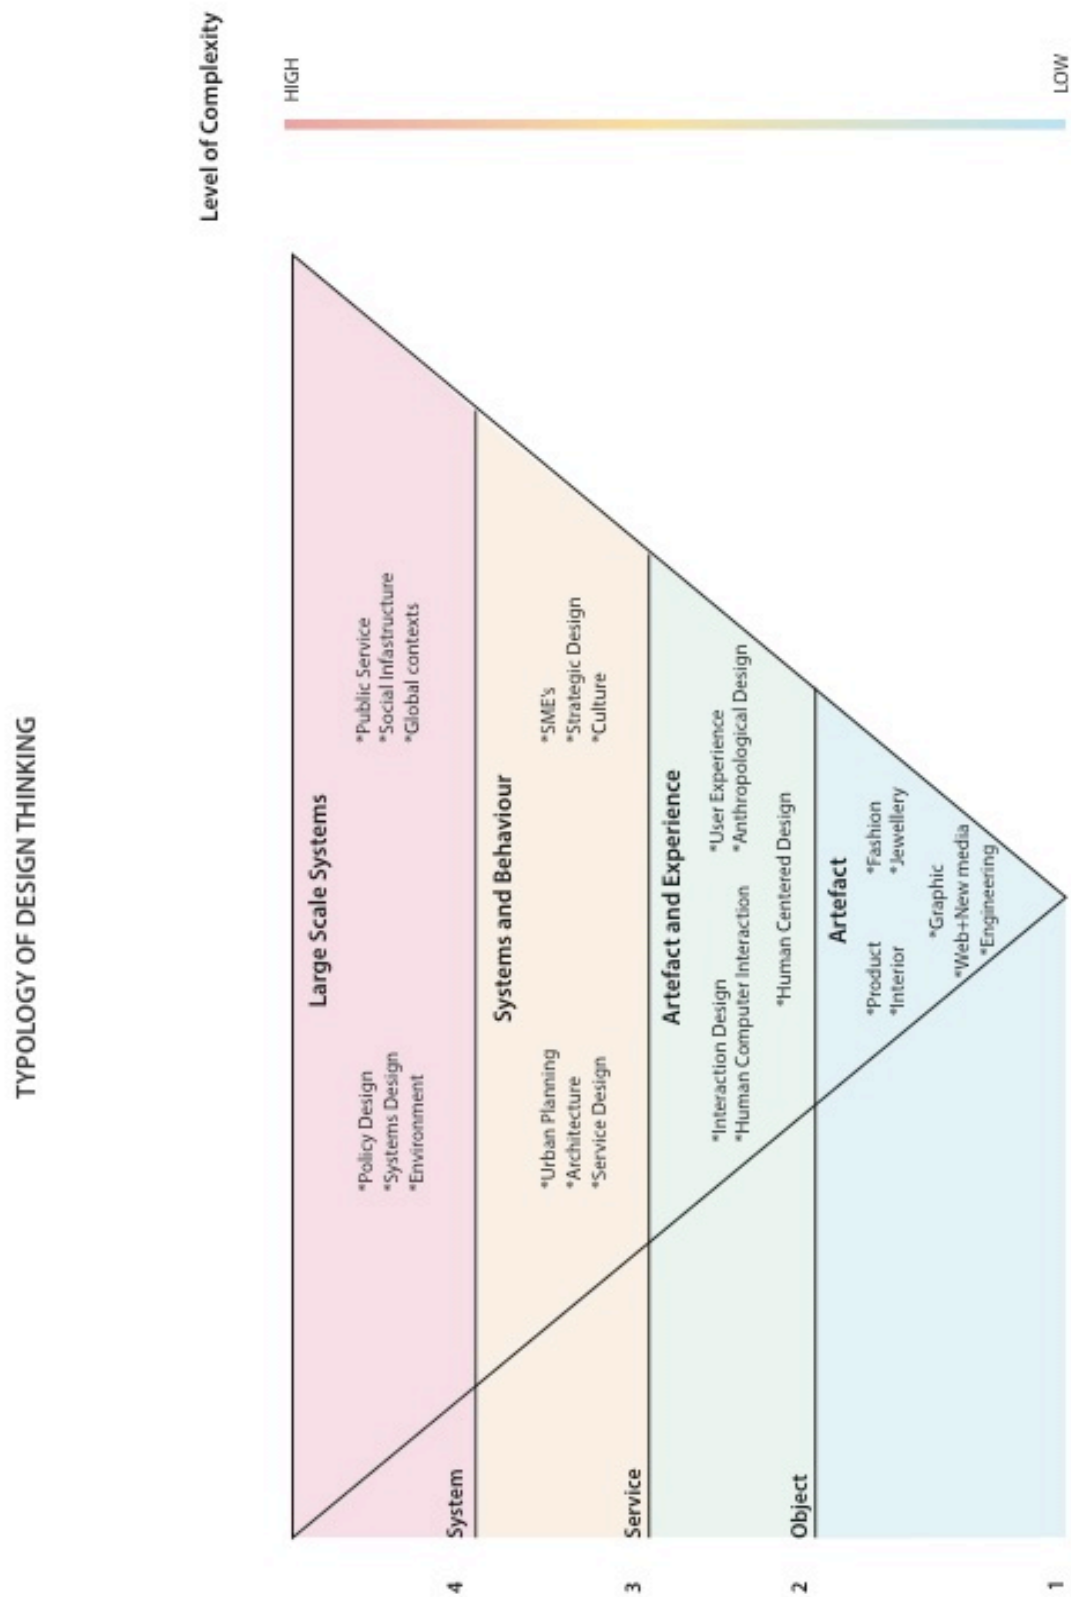 TYPOLOGY OF DESIGN THINKING
Level of Complexity
HIGH
Large Scale Systems
*Policy Design
*Systems Design
*Environment
*Public Service
*Social Infastructure
*Global contexts
4
System
Systems and Behaviour
*Urban Planning
*Architecture
*Service Design
*SME's
*Strategic Design
*Culture
3
Service
Artefact and Experience
*Interaction Design
*Human Computer Interaction
*User Experience
*Anthropological Design
*Human Centered Design
2
Object
Artefact
*Product
*Interior
*Fashion
*Jewellery
*Graphic
*Web+New media
*Engineering
1
LOW